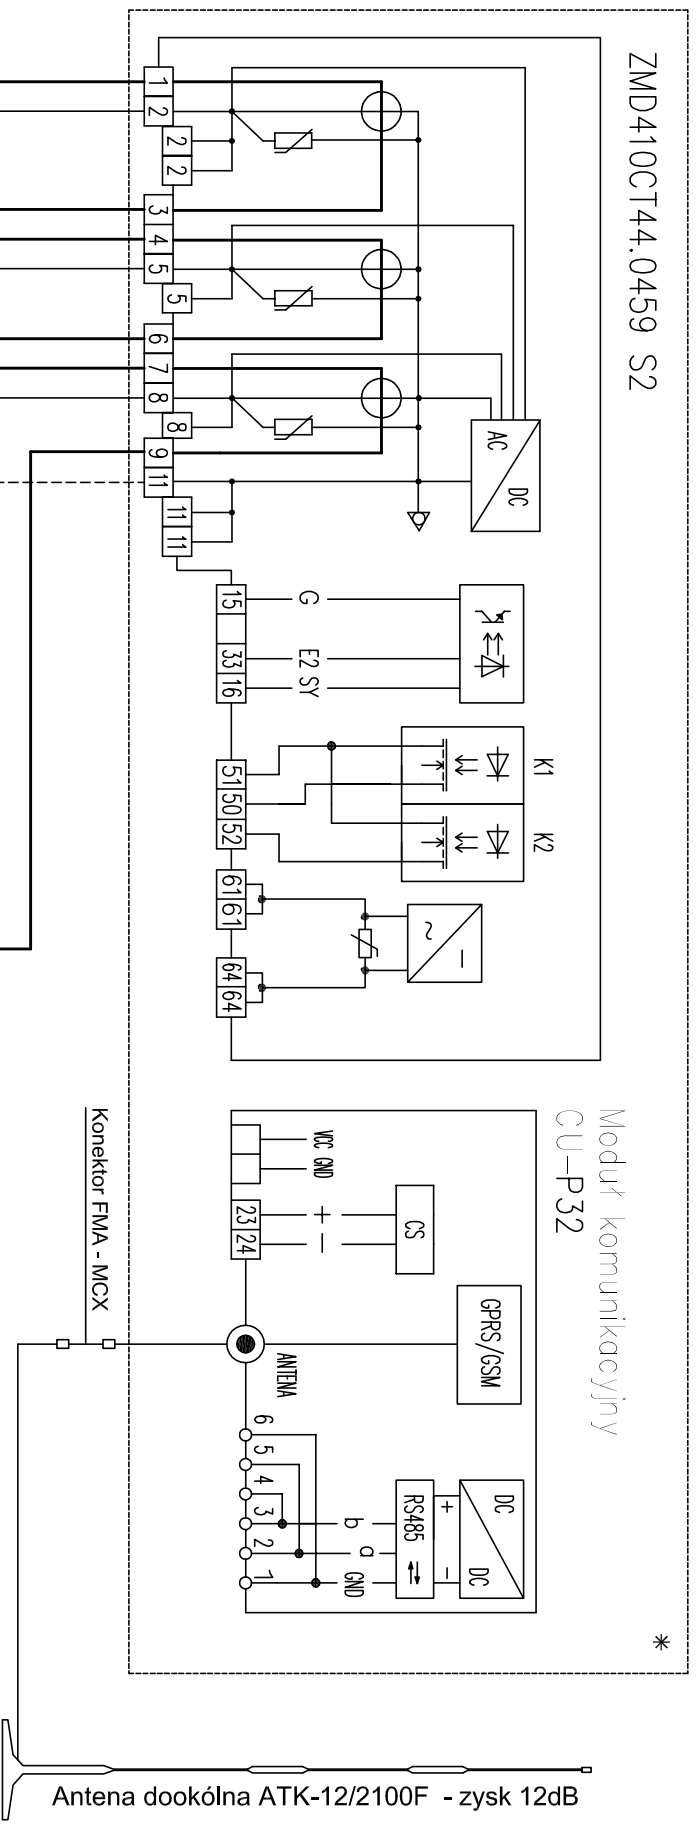 ZMD410CT44.0459 S2
1
2
2
2
3
4
5
5
6
7
8
8
9
11
11
11
AC
DC
15
33
16
G
E2
SY
51
50
52
K1
K2
61
61
64
64
~
Moduł komunikacyjny
CU-P32
VCC
GND
23
24
+
-
CS
GPRS/GSM
ANTENA
6
5
4
3
2
1
b
a
GND
RS485
+
-
DC
DC
*
Konektor FMA - MCX
Antena dookólna ATK-12/2100F - zysk 12dB